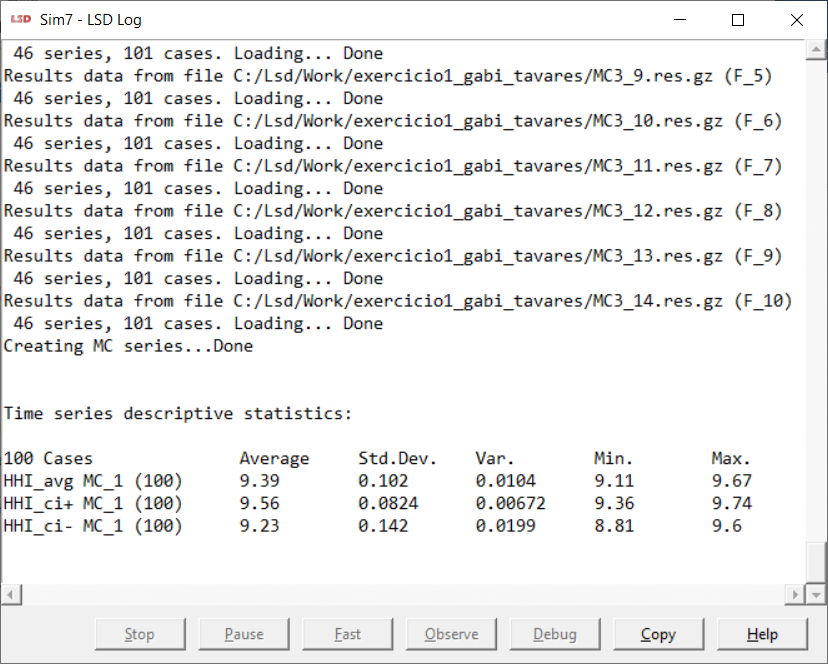 LSD Sim7 - LSD Log
46 series, 101 cases. Loading... Done
Results data from file C:/Lsd/Work/exercicio1_gabi_tavares/MC3_9.res.gz (F_5)
46 series, 101 cases. Loading... Done
Results data from file C:/Lsd/Work/exercicio1_gabi_tavares/MC3_10.res.gz (F_6)
46 series, 101 cases. Loading... Done
Results data from file C:/Lsd/Work/exercicio1_gabi_tavares/MC3_11.res.gz (F_7)
46 series, 101 cases. Loading... Done
Results data from file C:/Lsd/Work/exercicio1_gabi_tavares/MC3_12.res.gz (F_8)
46 series, 101 cases. Loading... Done
Results data from file C:/Lsd/Work/exercicio1_gabi_tavares/MC3_13.res.gz (F_9)
46 series, 101 cases. Loading... Done
Results data from file C:/Lsd/Work/exercicio1_gabi_tavares/MC3_14.res.gz (F_10)
46 series, 101 cases. Loading... Done
Creating MC series...Done
Time series descriptive statistics:
100 Cases Average Std.Dev. Var. Min. Max.
HHI_avg MC_1 (100) 9.39 0.102 0.0104 9.11 9.67
HHI_ci+ MC_1 (100) 9.56 0.0824 0.00672 9.36 9.74
HHI_ci- MC_1 (100) 9.23 0.142 0.0199 8.81 9.6
Stop Pause Fast Observe Debug Copy Help